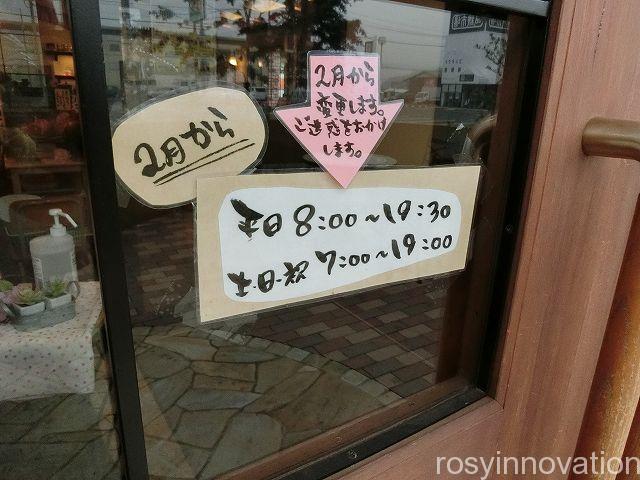 2月から
2月から
変更します。
ご迷惑をおかけ
します。
平日 8:00~19:30
土・日・祝 7:00~19:00
rosyinnovation